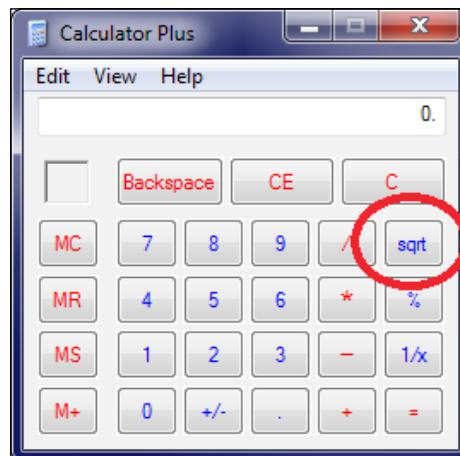 Calculator Plus
Edit View Help
0.
Backspace CE C
MC 7 8 9 / sqrt
MR 4 5 6 * %
MS 1 2 3 − 1/x
M+ 0 +/- . + =